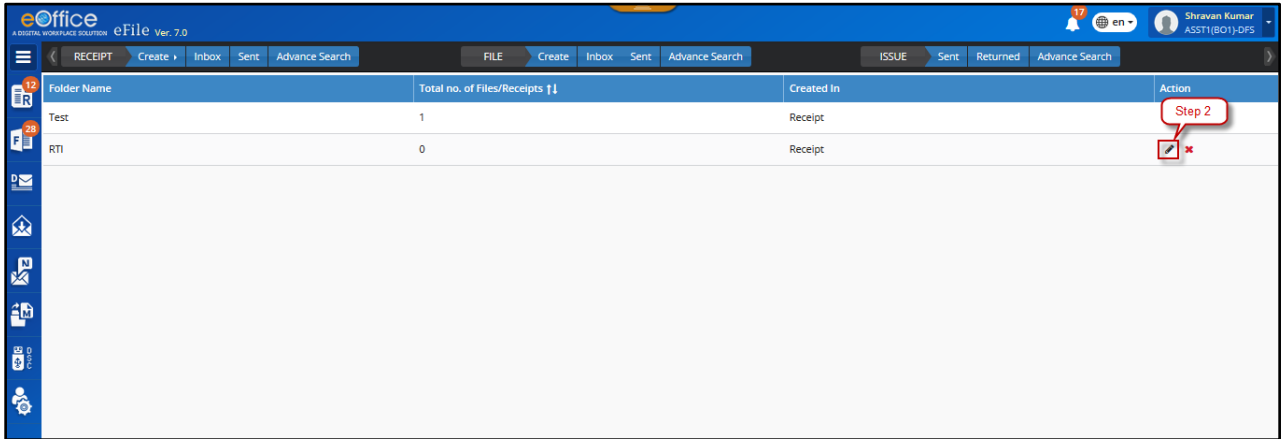 eOffice
A DIGITAL WORKPLACE SOLUTION eFile Ver. 7.0
17
en
Shravan Kumar
ASST1(BO1)-DFS
RECEIPT Create Inbox Sent Advance Search FILE Create Inbox Sent Advance Search ISSUE Sent Returned Advance Search
12
R
Folder Name Total no. of Files/Receipts Created In Action
Test 1 Receipt
Step 2
28
F
RTI 0 Receipt
D
N
M
DSC